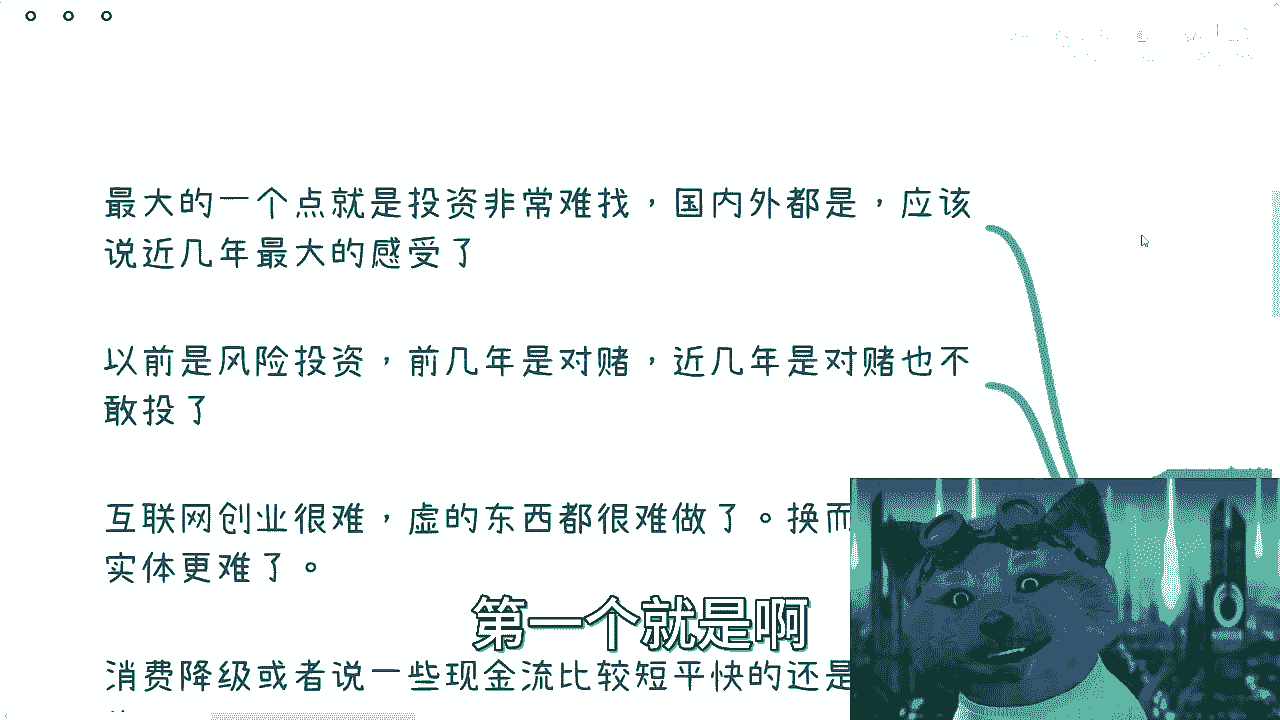 最大的一个点就是投资非常难找，国内外都是，应该
说近几年最大的感受了
以前是风险投资，前几年是对赌，近几年是对赌也不
敢投了
互联网创业很难，虚的东西都很难做了。换而
实体更难了。
第一个就是啊
消费降级或者说一些现金流比较短平快的还是